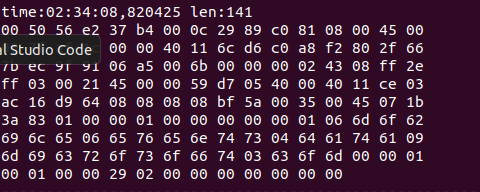 time:02:34:08,820425 len:141
00 50 56 e2 37 b4 00 0c 29 89 c0 81 08 00 45 00
al Studio Code 00 00 40 11 6c d6 c0 a8 f2 80 2f 66
7b ec 9f 91 06 a5 00 6b 00 00 00 02 43 08 ff 2e
ff 03 00 21 45 00 00 59 d7 05 40 00 40 11 ce 03
ac 16 d9 64 08 08 08 08 bf 5a 00 35 00 45 07 1b
3a 83 01 00 00 01 00 00 00 00 00 01 06 6d 6f 62
69 6c 65 06 65 76 65 6e 74 73 04 64 61 74 61 09
6d 69 63 72 6f 73 6f 66 74 03 63 6f 6d 00 00 01
00 01 00 00 29 02 00 00 00 00 00 00 00